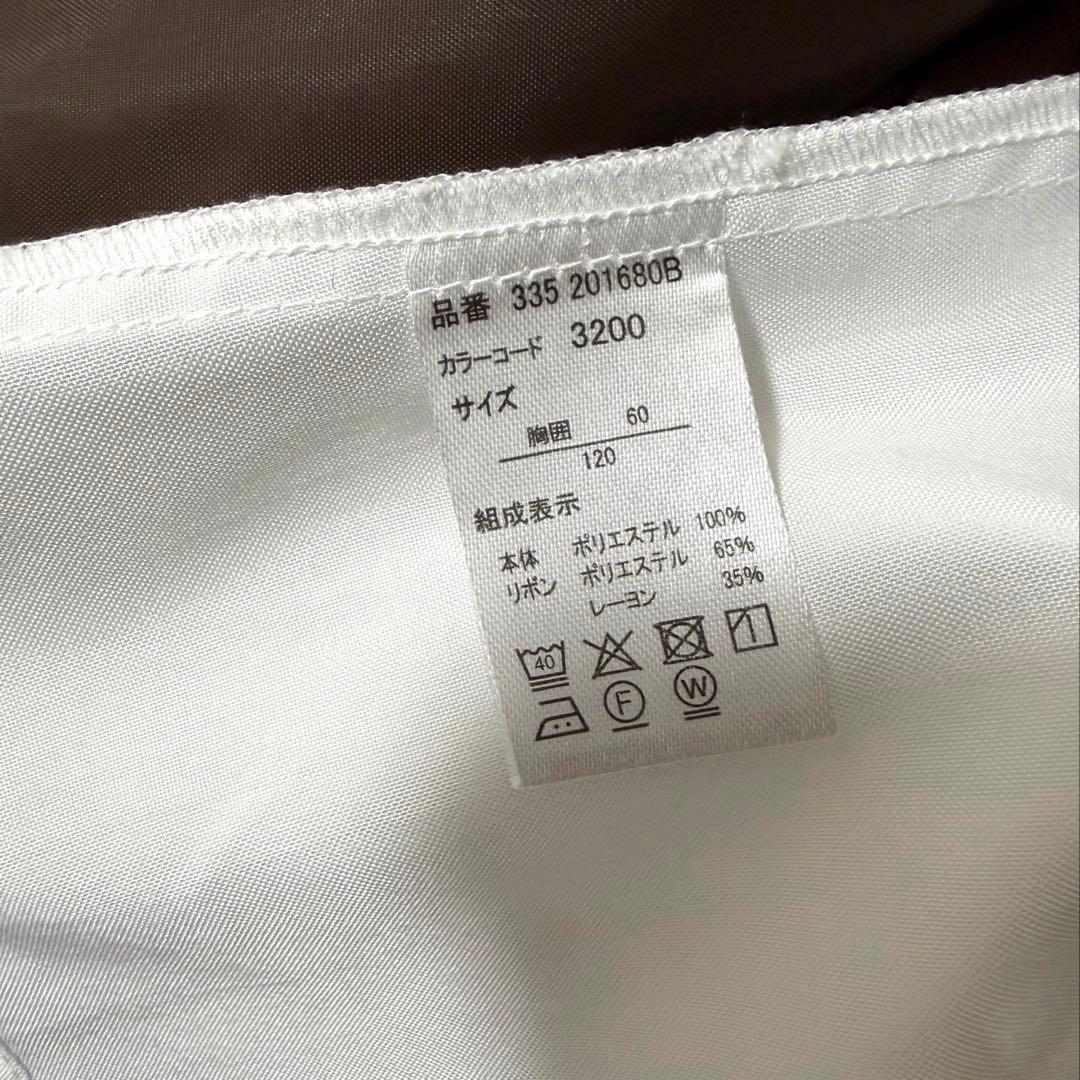 品番 335 201680B
カラーコード 3200
サイズ
胸囲 60
120
組成表示
本体 ポリエステル 100%
リボン ポリエステル 65%
レーヨン 35%
40
F W